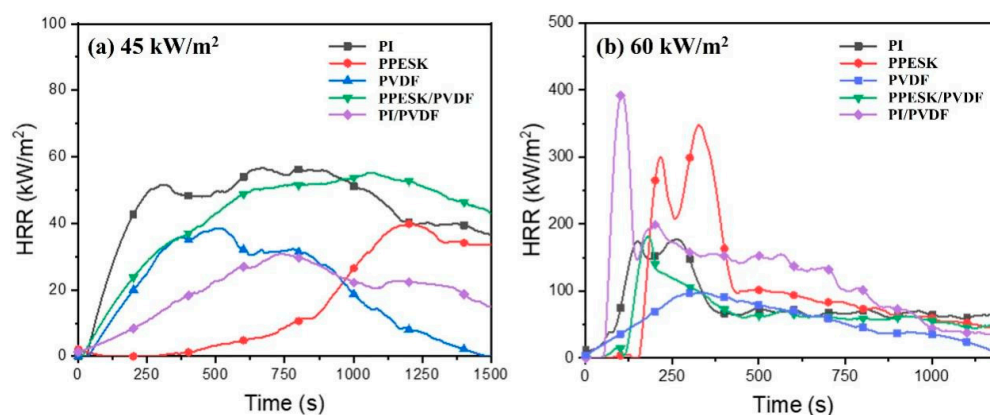 (a) 45 kW/m²
HRR (kW/m²)
100
80
60
40
20
0
PI
PPESK
PVDF
PPESK/PVDF
PI/PVDF
0 250 500 750 1000 1250 1500
Time (s)
(b) 60 kW/m²
HRR (kW/m²)
500
400
300
200
100
0
PI
PPESK
PVDF
PPESK/PVDF
PI/PVDF
0 250 500 750 1000
Time (s)